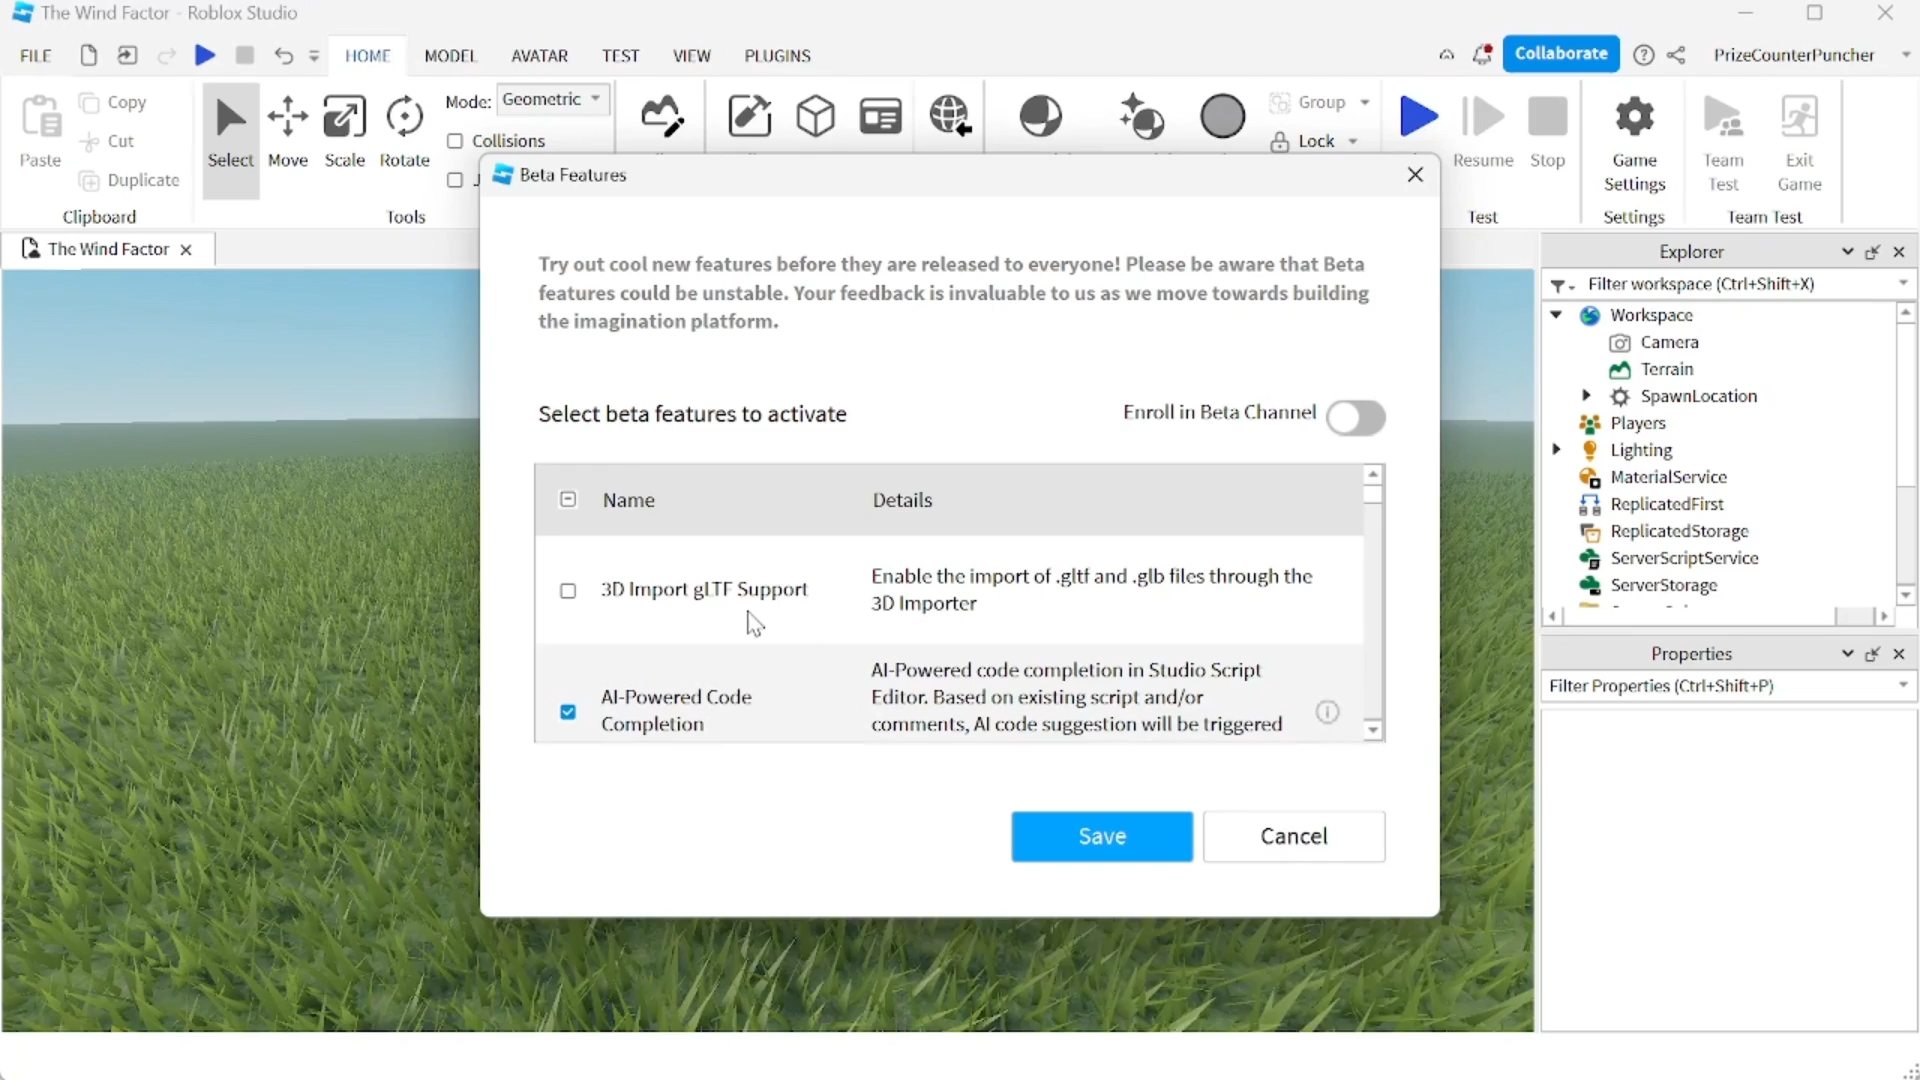 The Wind Factor - Roblox Studio
FILE HOME MODEL AVATAR TEST VIEW PLUGINS Collaborate PrizeCounterPuncher
Paste Copy Cut Duplicate
Clipboard
Select Move Scale Rotate
Mode: Geometric
Collisions
Tools
Group
Lock
Resume Stop
Test
Game Settings
Settings
Team Test Exit Game
Team Test
The Wind Factor
Beta Features
Try out cool new features before they are released to everyone! Please be aware that Beta
features could be unstable. Your feedback is invaluable to us as we move towards building
the imagination platform.
Select beta features to activate
Enroll in Beta Channel
Name Details
3D Import gLTF Support
Enable the import of .gltf and .glb files through the
3D Importer
AI-Powered Code
Completion
AI-Powered code completion in Studio Script
Editor. Based on existing script and/or
comments, AI code suggestion will be triggered
Save Cancel
Explorer
Filter workspace (Ctrl+Shift+X)
Workspace
Camera
Terrain
SpawnLocation
Players
Lighting
MaterialService
ReplicatedFirst
ReplicatedStorage
ServerScriptService
ServerStorage
Properties
Filter Properties (Ctrl+Shift+P)